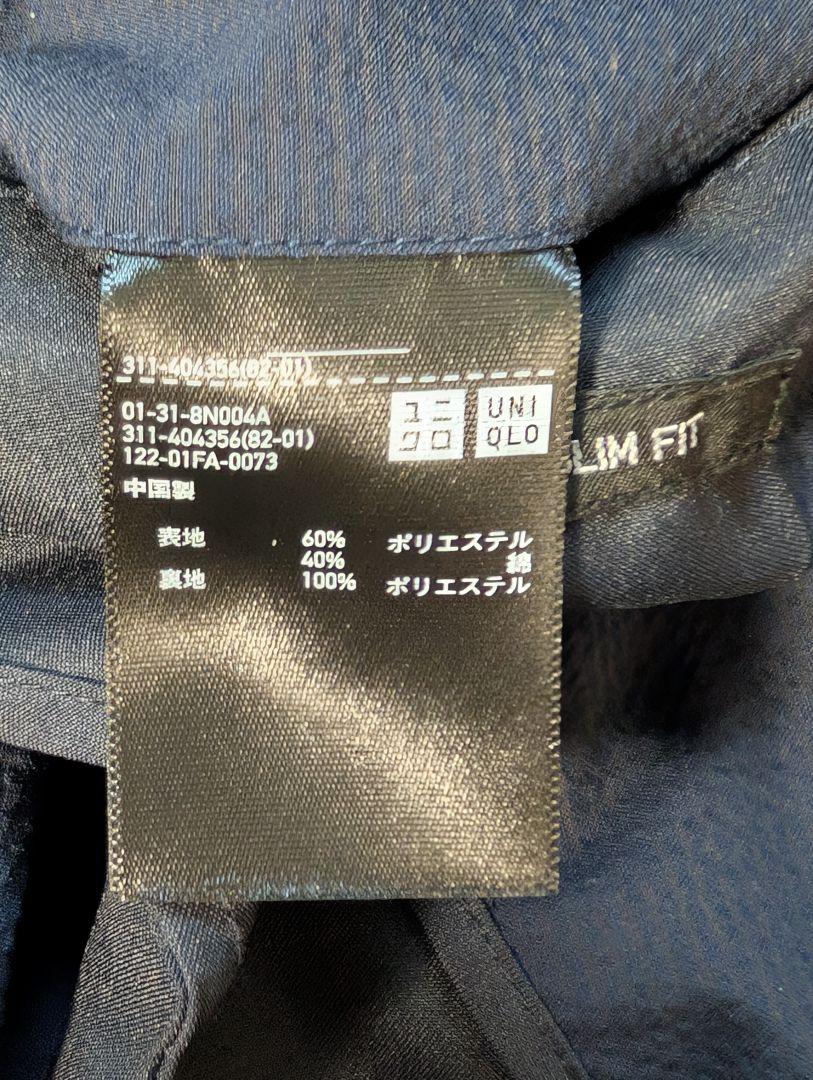 311-404356(82-01)
01-31-8N004A
311-404356(82-01)
122-01FA-0073
中国製
ユニ
クロ
UNI
QLO
SLIM FIT
表地 60% ポリエステル
40% 綿
裏地 100% ポリエステル